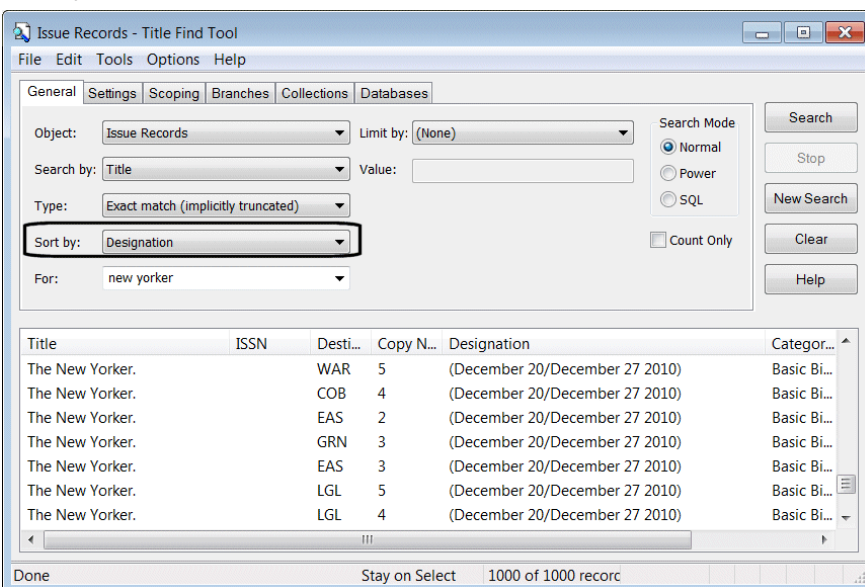 Issue Records - Title Find Tool
File Edit Tools Options Help
General Settings Scoping Branches Collections Databases
Object: Issue Records Limit by: (None) Search Mode Search
Normal
Search by: Title Value: Power Stop
Type: Exact match (implicitly truncated) SQL New Search
Sort by: Designation Count Only Clear
For: new yorker Help
Title ISSN Desti... Copy N... Designation Categor...
The New Yorker. WAR 5 (December 20/December 27 2010) Basic Bi...
The New Yorker. COB 4 (December 20/December 27 2010) Basic Bi...
The New Yorker. EAS 2 (December 20/December 27 2010) Basic Bi...
The New Yorker. GRN 3 (December 20/December 27 2010) Basic Bi...
The New Yorker. EAS 3 (December 20/December 27 2010) Basic Bi...
The New Yorker. LGL 5 (December 20/December 27 2010) Basic Bi...
The New Yorker. LGL 4 (December 20/December 27 2010) Basic Bi...
Done Stay on Select 1000 of 1000 record